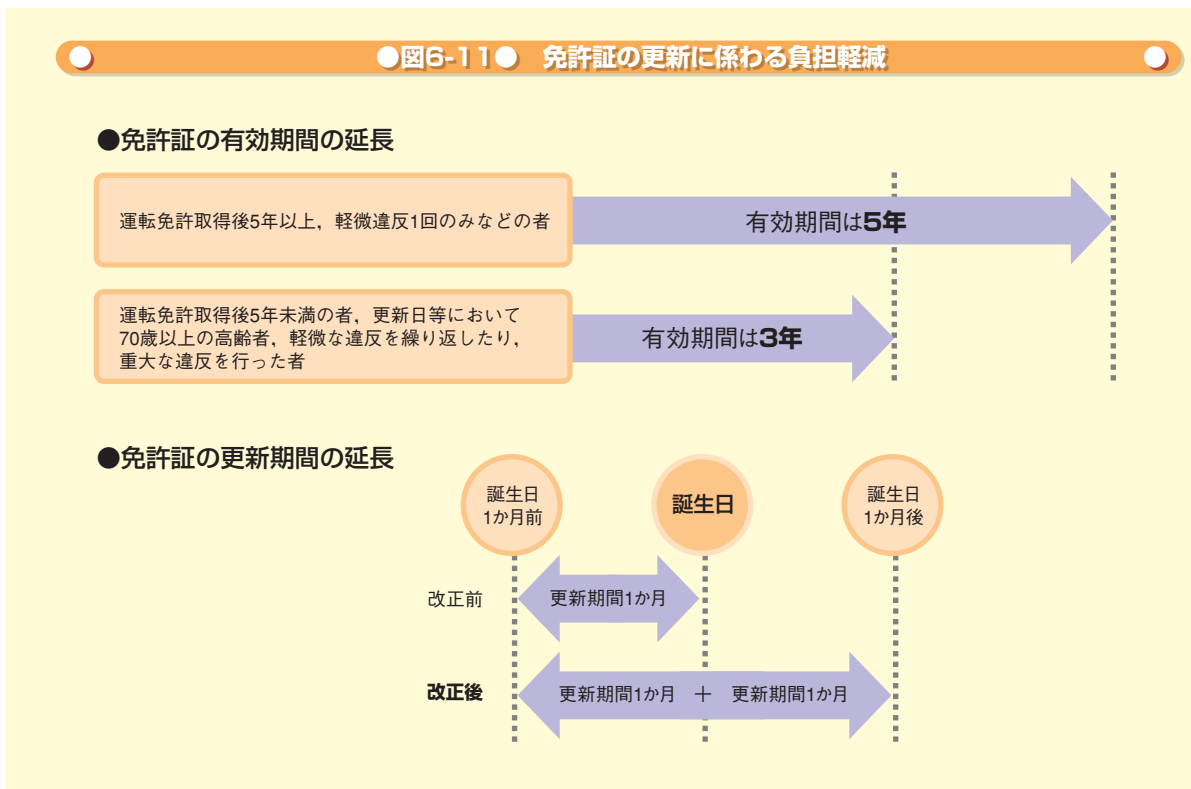 ●図6-11●　免許証の更新に係わる負担軽減
●免許証の有効期間の延長
運転免許取得後5年以上，軽微違反1回のみなどの者
有効期間は5年
運転免許取得後5年未満の者，更新日等において
70歳以上の高齢者，軽微な違反を繰り返したり，
重大な違反を行った者
有効期間は3年
●免許証の更新期間の延長
誕生日
1か月前
誕生日
誕生日
1か月後
改正前
更新期間1か月
改正後
更新期間1か月　＋　更新期間1か月